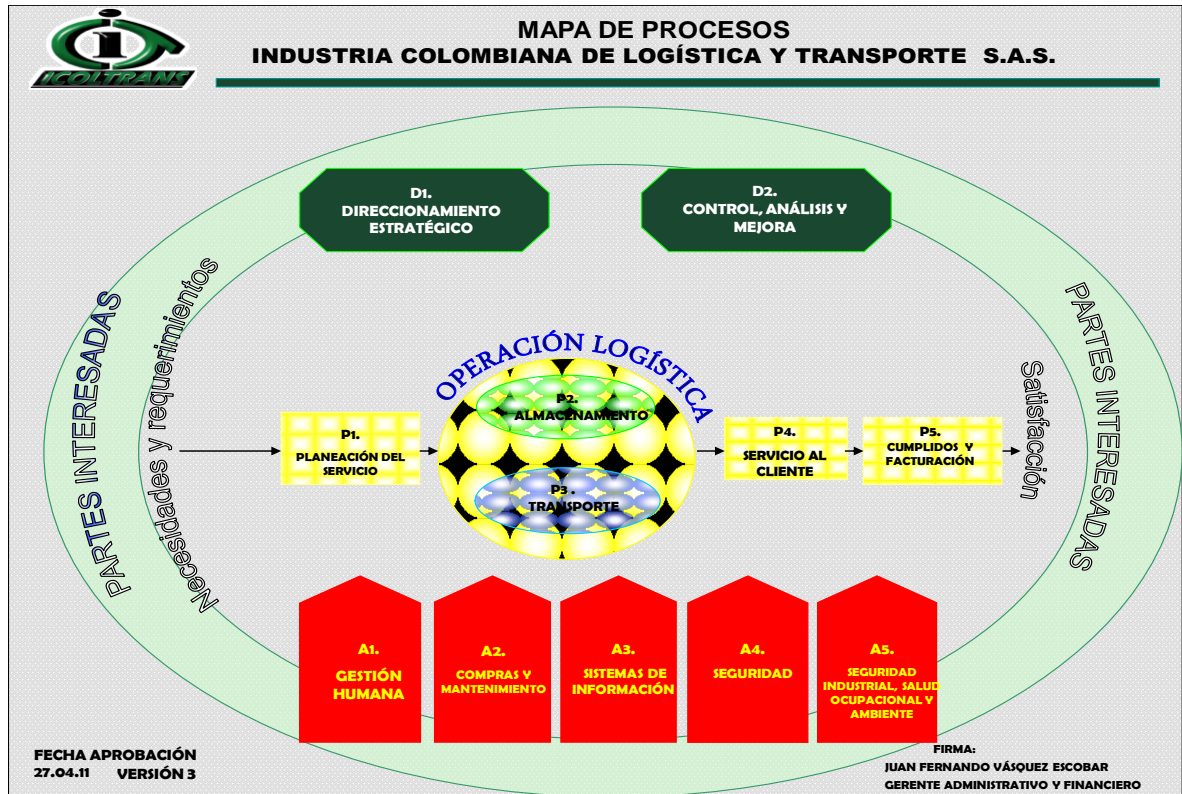 ICOLTRANS
MAPA DE PROCESOS
INDUSTRIA COLOMBIANA DE LOGÍSTICA Y TRANSPORTE S.A.S.
D1.
DIRECCIONAMIENTO
ESTRATÉGICO
D2.
CONTROL, ANÁLISIS Y
MEJORA
PARTES INTERESADAS
Necesidades y requerimientos
OPERACIÓN LOGÍSTICA
P1.
PLANEACIÓN DEL
SERVICIO
P2.
ALMACENAMIENTO
P3 .
TRANSPORTE
P4.
SERVICIO AL
CLIENTE
P5.
CUMPLIDOS Y
FACTURACIÓN
Satisfacción
PARTES INTERESADAS
A1.
GESTIÓN
HUMANA
A2.
COMPRAS Y
MANTENIMIENTO
A3.
SISTEMAS DE
INFORMACIÓN
A4.
SEGURIDAD
A5.
SEGURIDAD
INDUSTRIAL, SALUD
OCUPACIONAL Y
AMBIENTE
FECHA APROBACIÓN
27.04.11 VERSIÓN 3
FIRMA:
JUAN FERNANDO VÁSQUEZ ESCOBAR
GERENTE ADMINISTRATIVO Y FINANCIERO